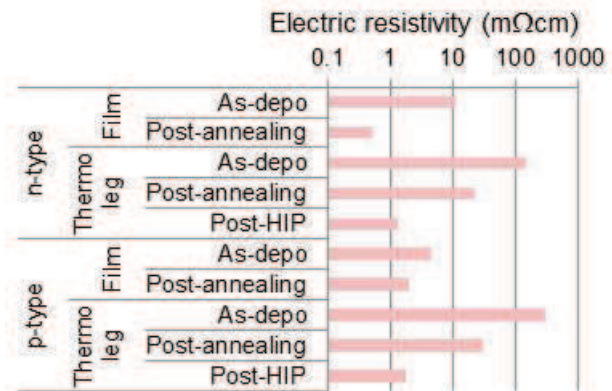 Electric resistivity (mΩcm)
0.1 1 10 100 1000
n-type
Film
As-depo
Post-annealing
Thermo
leg
As-depo
Post-annealing
Post-HIP
p-type
Film
As-depo
Post-annealing
Thermo
leg
As-depo
Post-annealing
Post-HIP